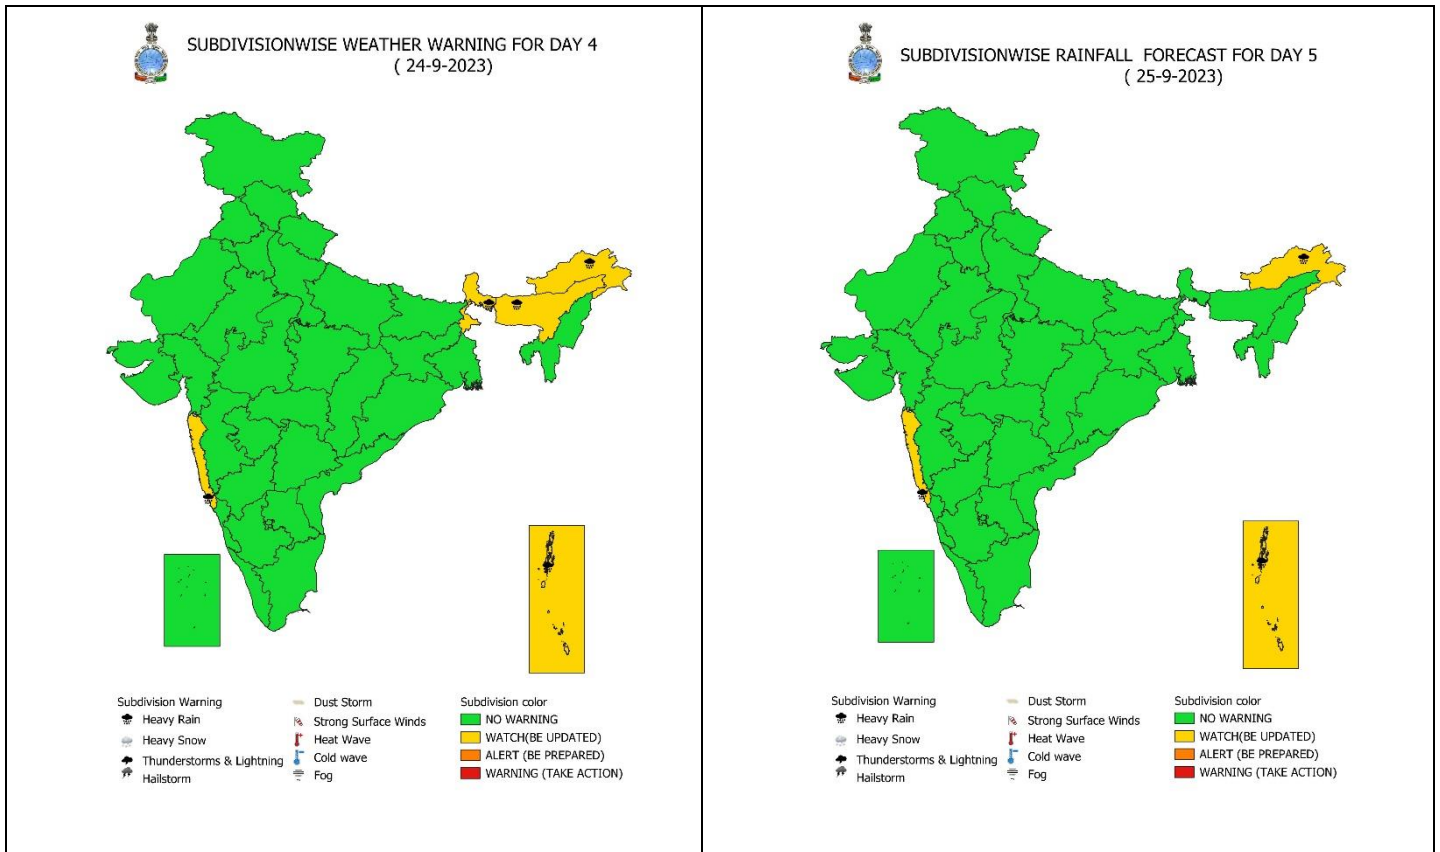 SUBDIVISIONWISE WEATHER WARNING FOR DAY 4
( 24-9-2023)
Subdivision Warning
Heavy Rain
Heavy Snow
Thunderstorms & Lightning
Hailstorm
Dust Storm
Strong Surface Winds
Heat Wave
Cold wave
Fog
Subdivision color
NO WARNING
WATCH(BE UPDATED)
ALERT (BE PREPARED)
WARNING (TAKE ACTION)
SUBDIVISIONWISE RAINFALL FORECAST FOR DAY 5
( 25-9-2023)
Subdivision Warning
Heavy Rain
Heavy Snow
Thunderstorms & Lightning
Hailstorm
Dust Storm
Strong Surface Winds
Heat Wave
Cold wave
Fog
Subdivision color
NO WARNING
WATCH(BE UPDATED)
ALERT (BE PREPARED)
WARNING (TAKE ACTION)